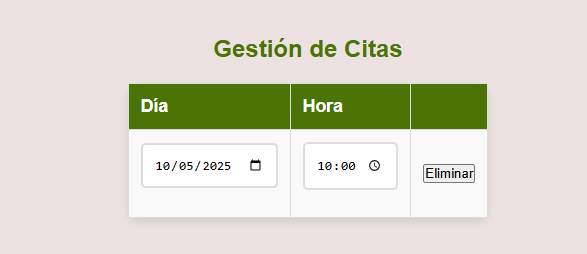 Gestión de Citas
Día Hora
10/05/2025 10:00 Eliminar